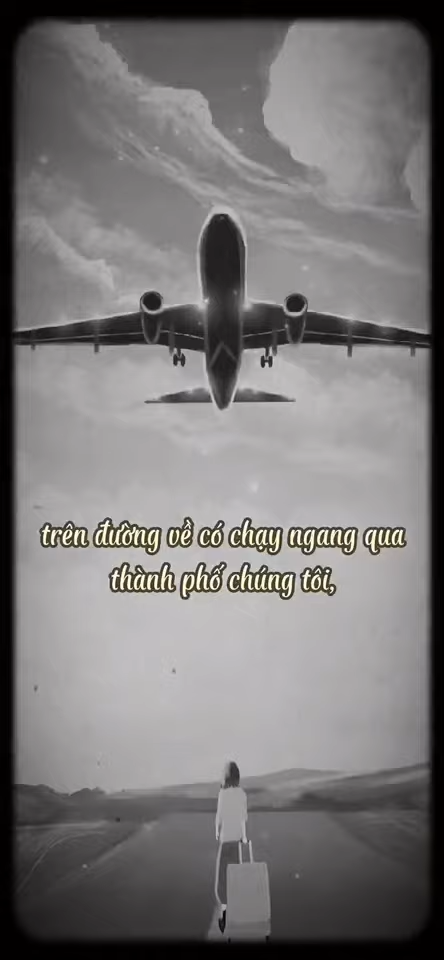 trên đường về có chạy ngang qua
thành phố chúng tôi,